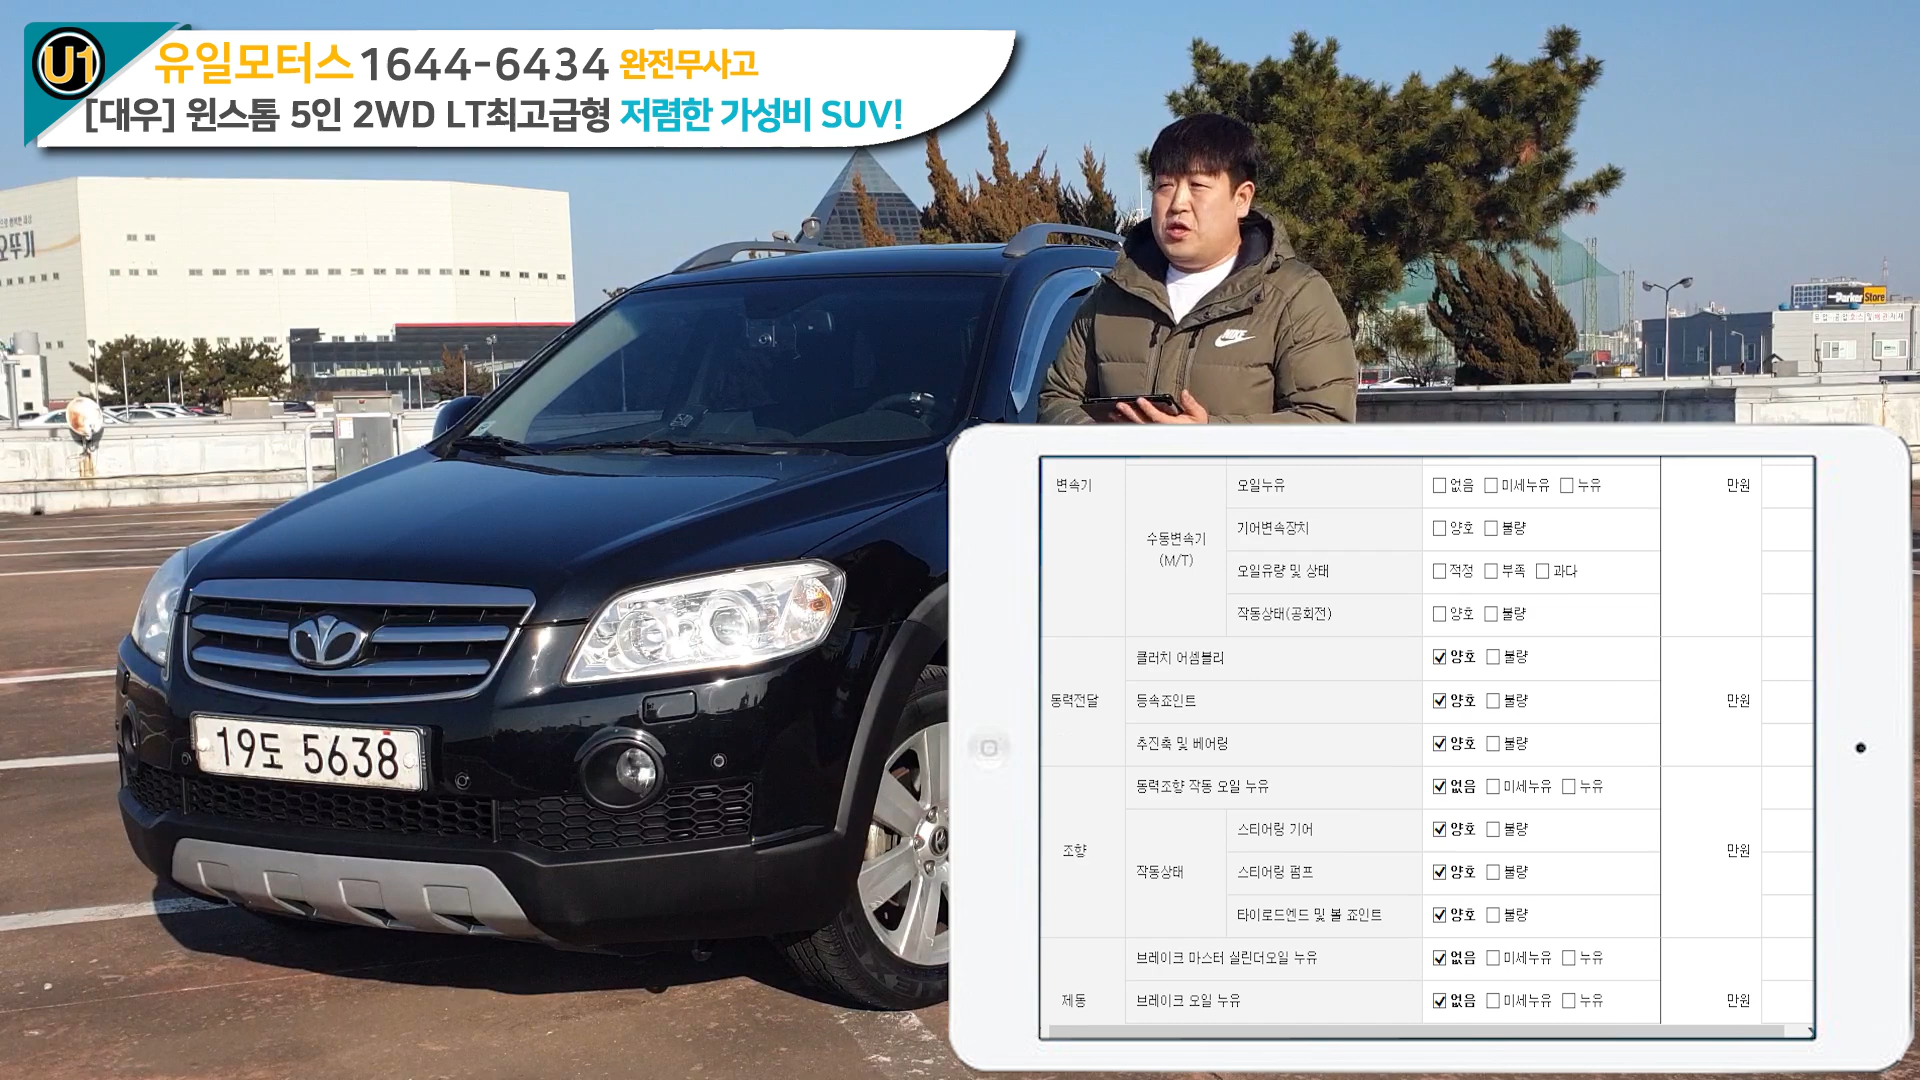 U1
유일모터스 1644-6434 완전무사고
[대우] 윈스톰 5인 2WD LT최고급형 저렴한 가성비 SUV!
오뚜기
Parker Store
NIKE
19도 5638
변속기
수동변속기
(M/T)
오일누유 없음 미세누유 누유 만원
기어변속장치 양호 불량
오일유량 및 상태 적정 부족 과다
작동상태(공회전) 양호 불량
동력전달
클러치 어셈블리 양호 불량
등속죠인트 양호 불량 만원
추진축 및 베어링 양호 불량
조향
동력조향 작동 오일 누유 없음 미세누유 누유
작동상태
스티어링 기어 양호 불량
만원
스티어링 펌프 양호 불량
타이로드엔드 및 볼 죠인트 양호 불량
제동
브레이크 마스터 실린더오일 누유 없음 미세누유 누유
브레이크 오일 누유 없음 미세누유 누유 만원